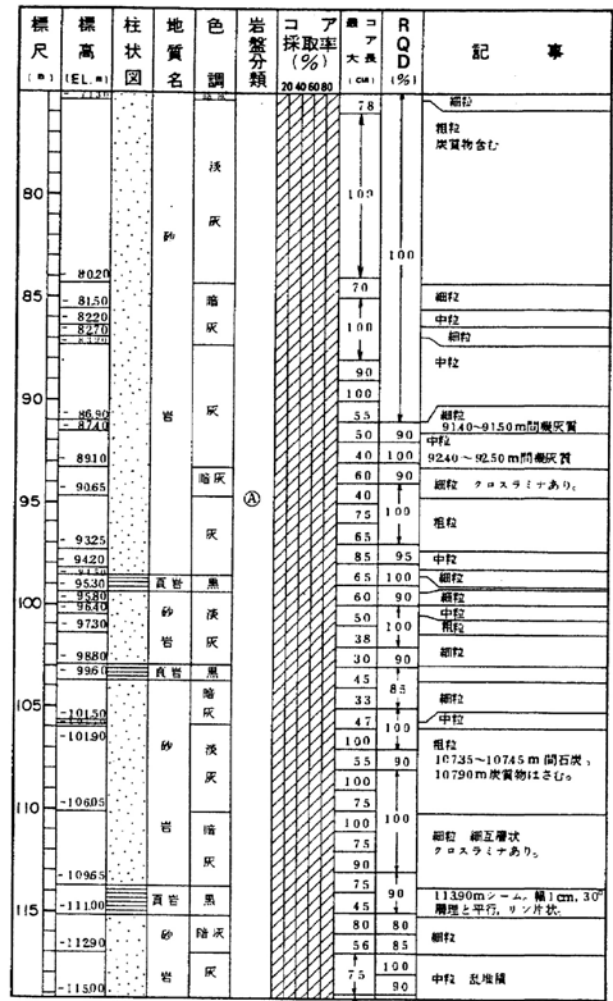 標尺 (m)
標高 (EL.m)
柱状図
地質名
色調
岩盤分類
コア採取率 (%)
20 40 60 80
最大コア長 (cm)
RQD (%)
記事
78
細粒
粗粒
炭質物含む
淡
灰
80
砂
100
100
- 80.20
70
85
- 81.50
暗
灰
細粒
- 82.20
中粒
- 82.70
細粒
100
中粒
90
灰
90
100
岩
- 86.90
55
細粒
- 87.40
91.40~91.50m間
50
90
中粒
- 89.10
40
100
92.40~92.50m間
暗灰
60
90
細粒 クロスラミナあり。
- 90.65
95
Ⓐ
40
100
75
粗粒
灰
65
- 93.25
85
95
中粒
- 94.20
- 95.30
頁岩
黒
65
100
細粒
- 95.80
60
90
細粒
100
- 96.40
砂
淡
50
100
中粒
- 97.30
粗粒
岩
灰
38
細粒
- 98.80
30
90
- 99.60
頁岩
黒
45
85
105
暗
灰
33
細粒
-101.50
47
100
中粒
-101.90
砂
淡
灰
100
粗粒
55
90
107.35~107.45m間石炭。
107.90m炭質物はさむ。
100
100
110
-106.05
75
岩
暗
灰
100
細粒 細互層状
75
クロスラミナあり。
90
-109.65
75
90
頁岩
黒
113.90mシーム，幅1cm，30°
115
-111.00
45
層理と平行，リン片状。
砂
暗灰
80
80
細粒
-112.90
56
85
岩
灰
75
100
中粒 乱堆積
90
-115.00